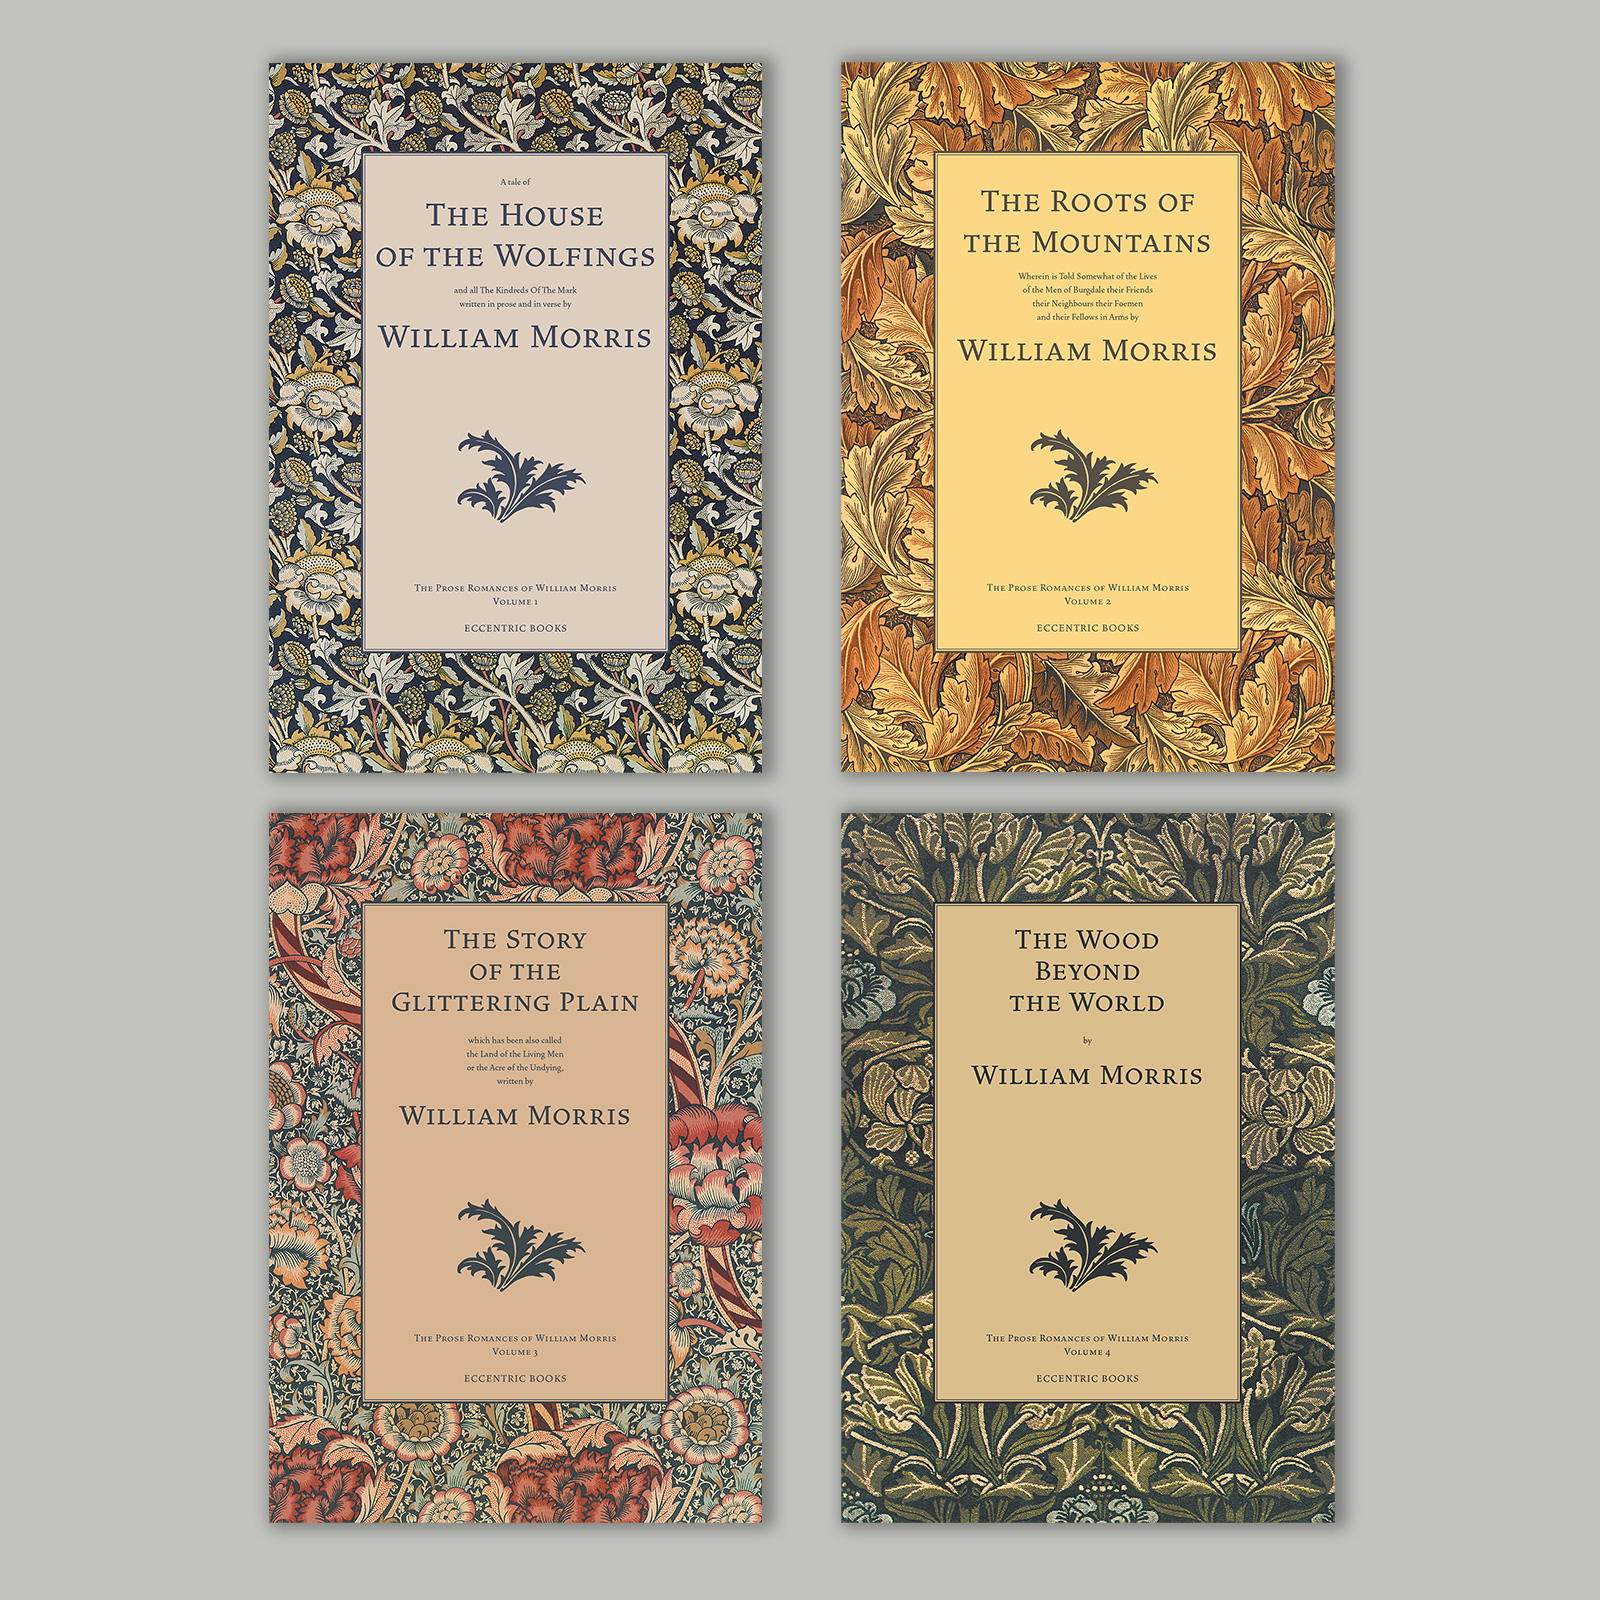 A tale of
THE HOUSE
OF THE WOLFINGS
and all The Kindreds Of The Mark
written in prose and in verse by
WILLIAM MORRIS
THE PROSE ROMANCES OF WILLIAM MORRIS
VOLUME 1
ECCENTRIC BOOKS
THE ROOTS OF
THE MOUNTAINS
Wherein is Told Somewhat of the Lives
of the Men of Burgdale their Friends
their Neighbours their Foemen
and their Fellows in Arms by
WILLIAM MORRIS
THE PROSE ROMANCES OF WILLIAM MORRIS
VOLUME 2
ECCENTRIC BOOKS
THE STORY
OF THE
GLITTERING PLAIN
which has been also called
the Land of the Living Men
or the Acre of the Undying,
written by
WILLIAM MORRIS
THE PROSE ROMANCES OF WILLIAM MORRIS
VOLUME 3
ECCENTRIC BOOKS
THE WOOD
BEYOND
THE WORLD
by
WILLIAM MORRIS
THE PROSE ROMANCES OF WILLIAM MORRIS
VOLUME 4
ECCENTRIC BOOKS